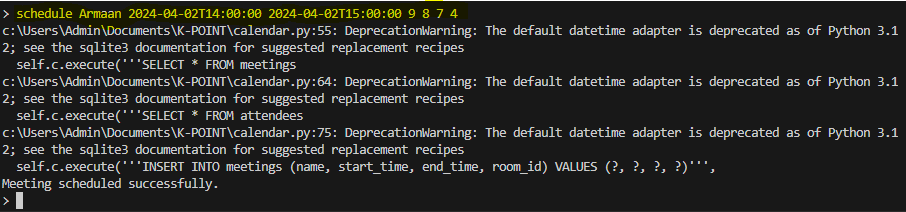 > schedule Armaan 2024-04-02T14:00:00 2024-04-02T15:00:00 9 8 7 4
c:\Users\Admin\Documents\K-POINT\calendar.py:55: DeprecationWarning: The default datetime adapter is deprecated as of Python 3.1
2; see the sqlite3 documentation for suggested replacement recipes
  self.c.execute('''SELECT * FROM meetings
c:\Users\Admin\Documents\K-POINT\calendar.py:64: DeprecationWarning: The default datetime adapter is deprecated as of Python 3.1
2; see the sqlite3 documentation for suggested replacement recipes
  self.c.execute('''SELECT * FROM attendees
c:\Users\Admin\Documents\K-POINT\calendar.py:75: DeprecationWarning: The default datetime adapter is deprecated as of Python 3.1
2; see the sqlite3 documentation for suggested replacement recipes
  self.c.execute('''INSERT INTO meetings (name, start_time, end_time, room_id) VALUES (?, ?, ?, ?)''',
Meeting scheduled successfully.
>